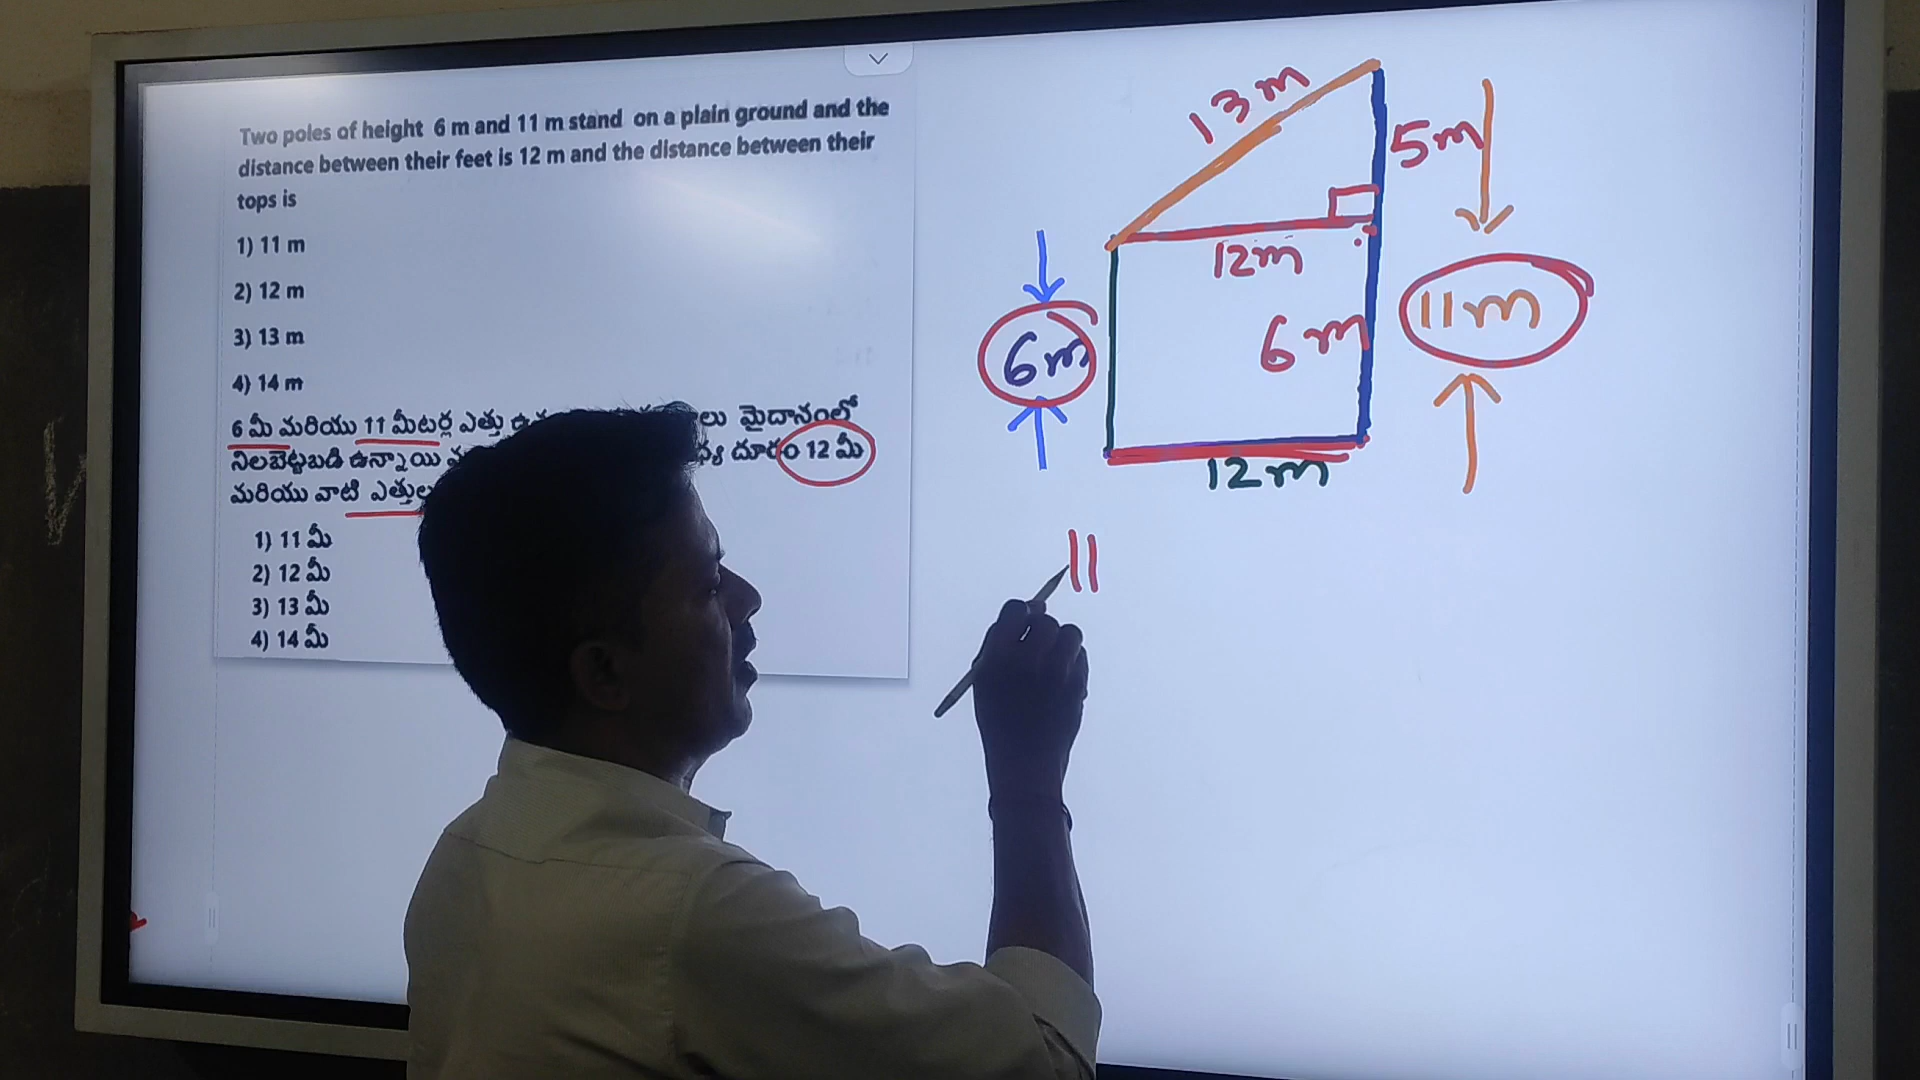 Two poles of height 6 m and 11 m stand on a plain ground and the
distance between their feet is 12 m and the distance between their
tops is
1) 11 m
2) 12 m
3) 13 m
4) 14 m
6 మీ మరియు 11 మీటర్ల ఎత్తు మైదానంలో
నిలబెట్టబడి ఉన్నాయి దూరం 12 మీ
మరియు వాటి
1) 11 మీ
2) 12 మీ
3) 13 మీ
4) 14 మీ
13 m
5m
12m
6m
6m
11m
12m
11